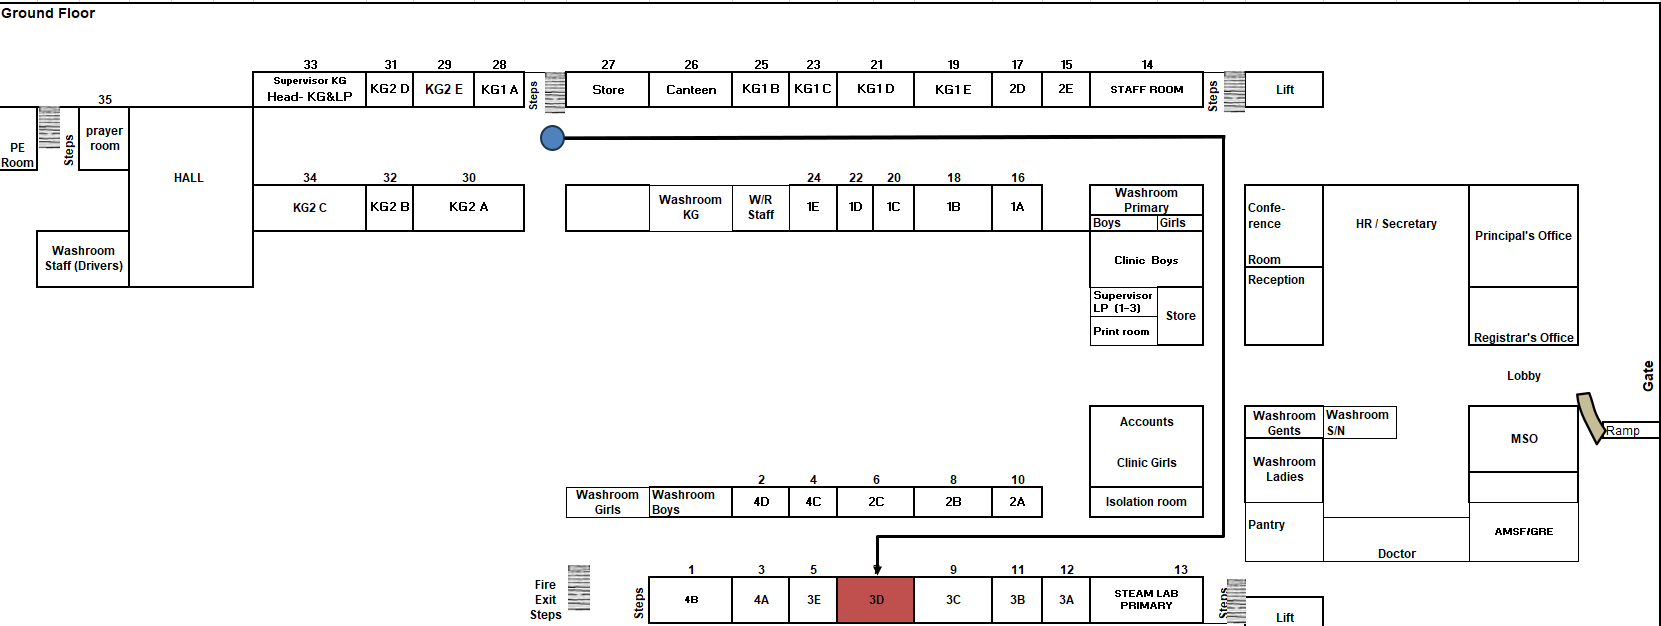 Ground Floor
33
31
29
28
27
26
25
23
21
19
17
15
14
Supervisor KG
Head- KG&LP
KG2 D
KG2 E
KG1 A
Steps
Store
Canteen
KG1 B
KG1 C
KG1 D
KG1 E
2D
2E
STAFF ROOM
Steps
Lift
35
PE
Room
Steps
prayer
room
HALL
34
32
30
24
22
20
18
16
KG2 C
KG2 B
KG2 A
Washroom
KG
W/R
Staff
1E
1D
1C
1B
1A
Washroom
Primary
Boys
Girls
Clinic Boys
Supervisor
LP (1-3)
Print room
Store
Confe-
rence
Room
Reception
HR / Secretary
Principal's Office
Registrar's Office
Washroom
Staff (Drivers)
Lobby
Gate
Ramp
Accounts
Clinic Girls
Isolation room
Washroom
Gents
Washroom
S/N
Washroom
Ladies
Pantry
Doctor
MSO
AMSF/GRE
2
4
6
8
10
Washroom
Girls
Washroom
Boys
4D
4C
2C
2B
2A
Fire
Exit
Steps
Steps
1
3
5
7
9
11
12
13
4B
4A
3E
3D
3C
3B
3A
STEAM LAB
PRIMARY
Steps
Lift